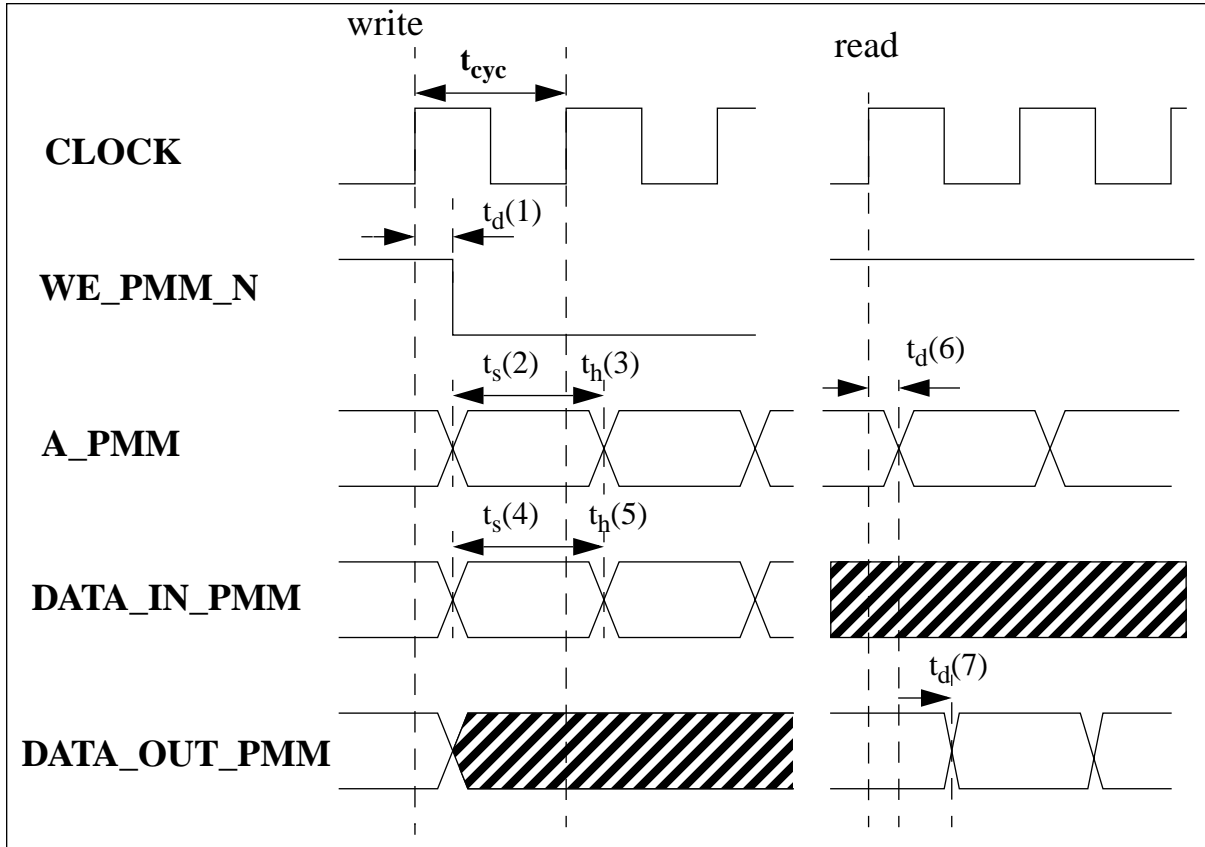 write
read
t_cyc
CLOCK
t_d(1)
WE_PMM_N
t_s(2) t_h(3)
t_d(6)
A_PMM
t_s(4) t_h(5)
DATA_IN_PMM
t_d(7)
DATA_OUT_PMM